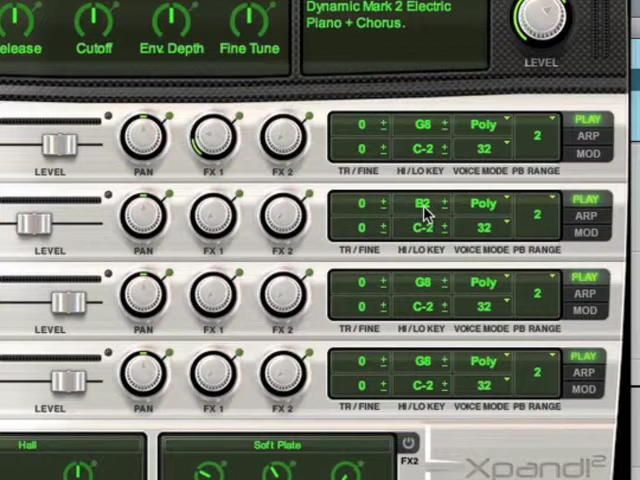 Dynamic Mark 2 Electric
Piano + Chorus.
elease Cutoff Env. Depth Fine Tune
LEVEL
0 G8 Poly 2 PLAY
ARP
0 C-2 32 MOD
LEVEL PAN FX 1 FX 2 TR / FINE HI / LO KEY VOICE MODE PB RANGE
0 B2 Poly 2 PLAY
ARP
0 C-2 32 MOD
LEVEL PAN FX 1 FX 2 TR / FINE HI / LO KEY VOICE MODE PB RANGE
0 G8 Poly 2 PLAY
ARP
0 C-2 32 MOD
LEVEL PAN FX 1 FX 2 TR / FINE HI / LO KEY VOICE MODE PB RANGE
0 G8 Poly 2 PLAY
ARP
0 C-2 32 MOD
LEVEL PAN FX 1 FX 2 TR / FINE HI / LO KEY VOICE MODE PB RANGE
Hall Soft Plate
FX2
Xpand!2